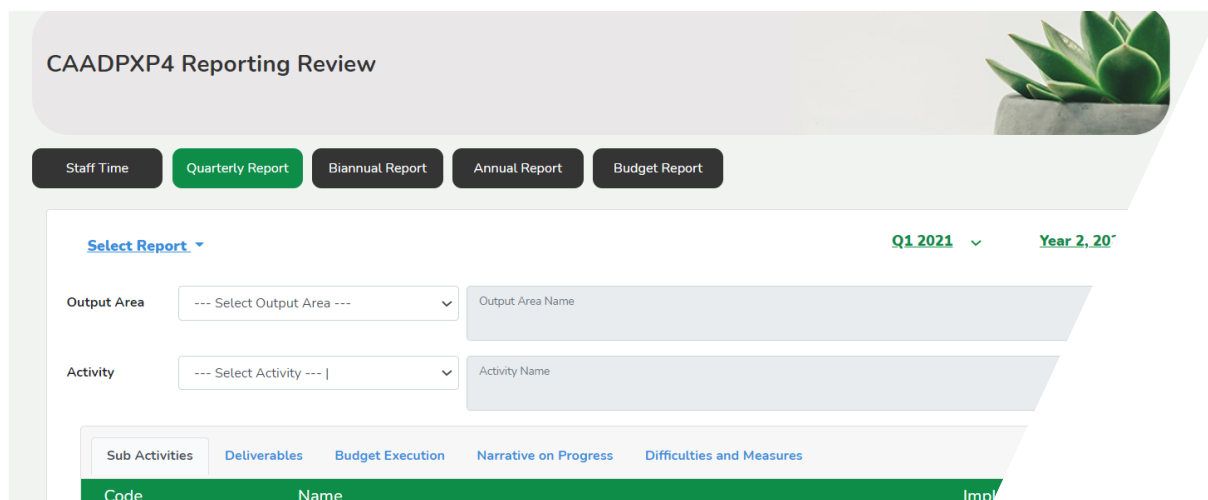 CAADPXP4 Reporting Review
Staff Time Quarterly Report Biannual Report Annual Report Budget Report
Select Report Q1 2021 Year 2,
Output Area --- Select Output Area --- Output Area Name
Activity --- Select Activity --- | Activity Name
Sub Activities Deliverables Budget Execution Narrative on Progress Difficulties and Measures
Code Name